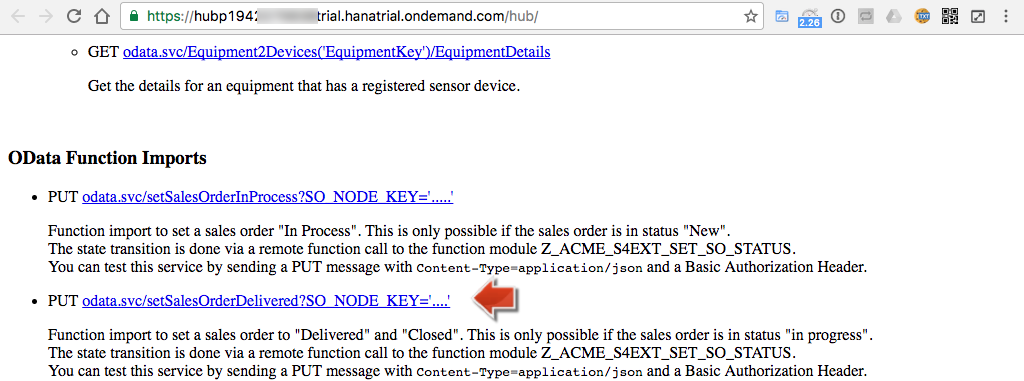 https://hubp194 trial.hanatrial.ondemand.com/hub/
2.26
TXT
GET odata.svc/Equipment2Devices('EquipmentKey')/EquipmentDetails
Get the details for an equipment that has a registered sensor device.
OData Function Imports
PUT odata.svc/setSalesOrderInProcess?SO_NODE_KEY='.....'
Function import to set a sales order "In Process". This is only possible if the sales order is in status "New".
The state transition is done via a remote function call to the function module Z_ACME_S4EXT_SET_SO_STATUS.
You can test this service by sending a PUT message with Content-Type=application/json and a Basic Authorization Header.
PUT odata.svc/setSalesOrderDelivered?SO_NODE_KEY='....'
Function import to set a sales order to "Delivered" and "Closed". This is only possible if the sales order is in status "in progress".
The state transition is done via a remote function call to the function module Z_ACME_S4EXT_SET_SO_STATUS.
You can test this service by sending a PUT message with Content-Type=application/json and a Basic Authorization Header.